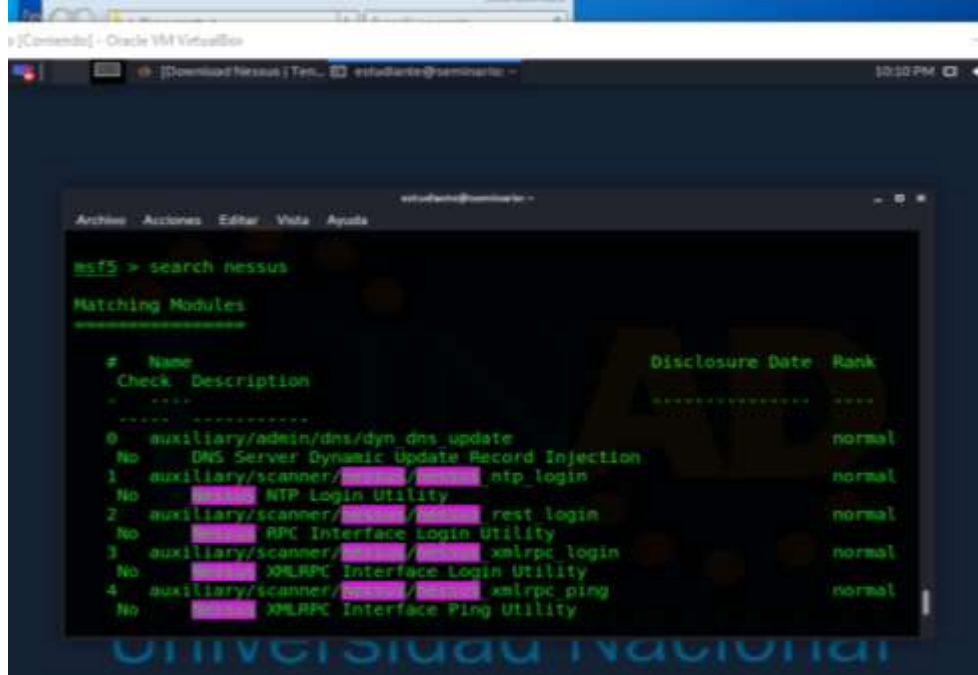 [Contendo] - Oracle VM VirtualBox
[Download Nessus | Ten... estudiante@seminario: ~ 10:10 PM
estudiante@seminario: ~
Archivo Acciones Editar Vista Ayuda
msf5 > search nessus
Matching Modules
================
# Name Disclosure Date Rank
Check Description
- ---- --------------- ----
----- -----------
0 auxiliary/admin/dns/dyn_dns_update normal
No DNS Server Dynamic Update Record Injection
1 auxiliary/scanner/nessus/nessus_ntp_login normal
No Nessus NTP Login Utility
2 auxiliary/scanner/nessus/nessus_rest_login normal
No Nessus RPC Interface Login Utility
3 auxiliary/scanner/nessus/nessus_xmlrpc_login normal
No Nessus XMLRPC Interface Login Utility
4 auxiliary/scanner/nessus/nessus_xmlrpc_ping normal
No Nessus XMLRPC Interface Ping Utility
Universidad Nacional